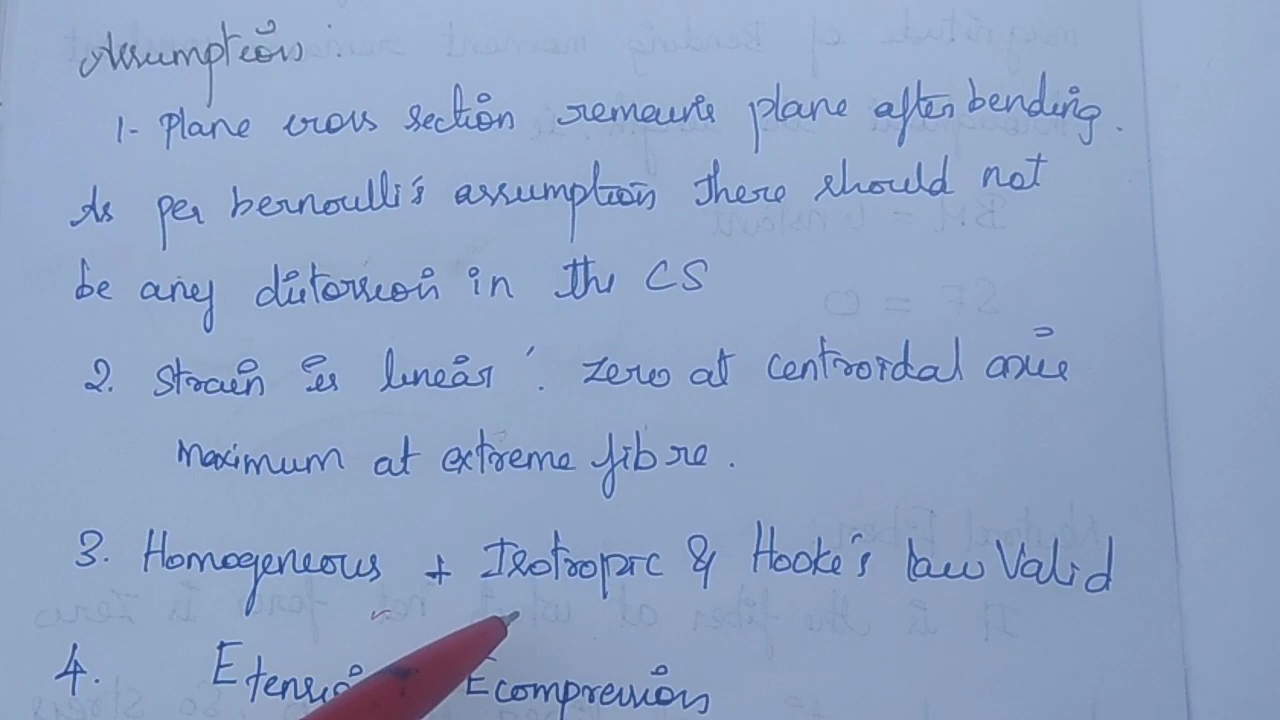 Assumption.
1- Plane cross section remains plane after bending.
As per bernoulli's assumption there should not
be any distorsion in the CS
2. Strain is linear. zero at centroidal axis
maximum at extreme fibre.
3. Homogeneous + Isotropic & Hooke's law Valid
4. E tension E compression